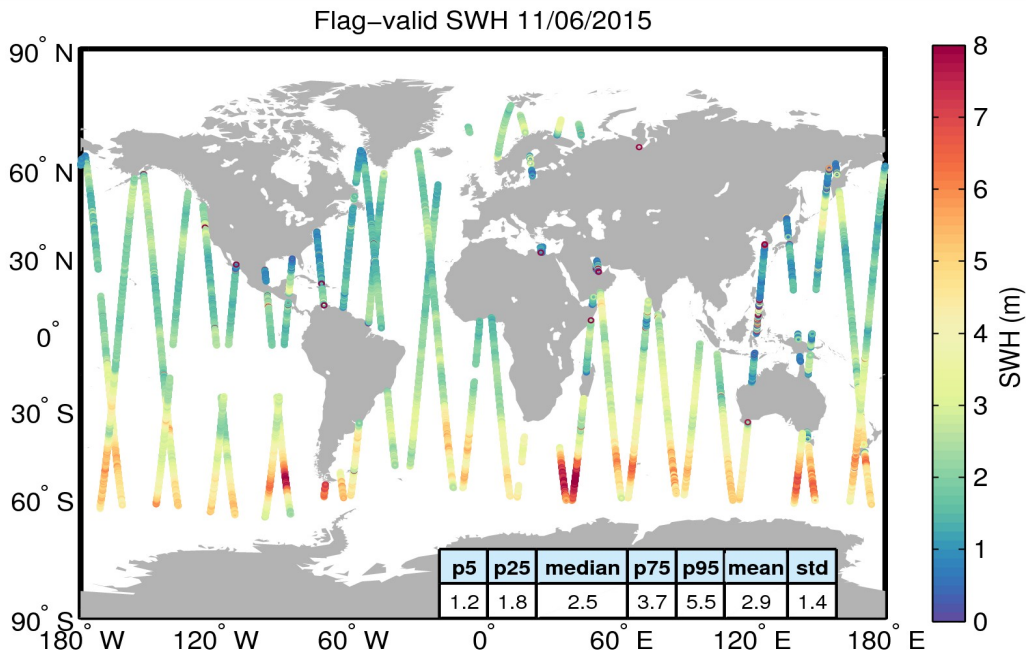 Flag−valid SWH 11/06/2015
90° N
60° N
30° N
0°
30° S
60° S
90° S
180° W
120° W
60° W
0°
60° E
120° E
180° E
p5 p25 median p75 p95 mean std
1.2 1.8 2.5 3.7 5.5 2.9 1.4
8
7
6
5
4
3
2
1
0
SWH (m)